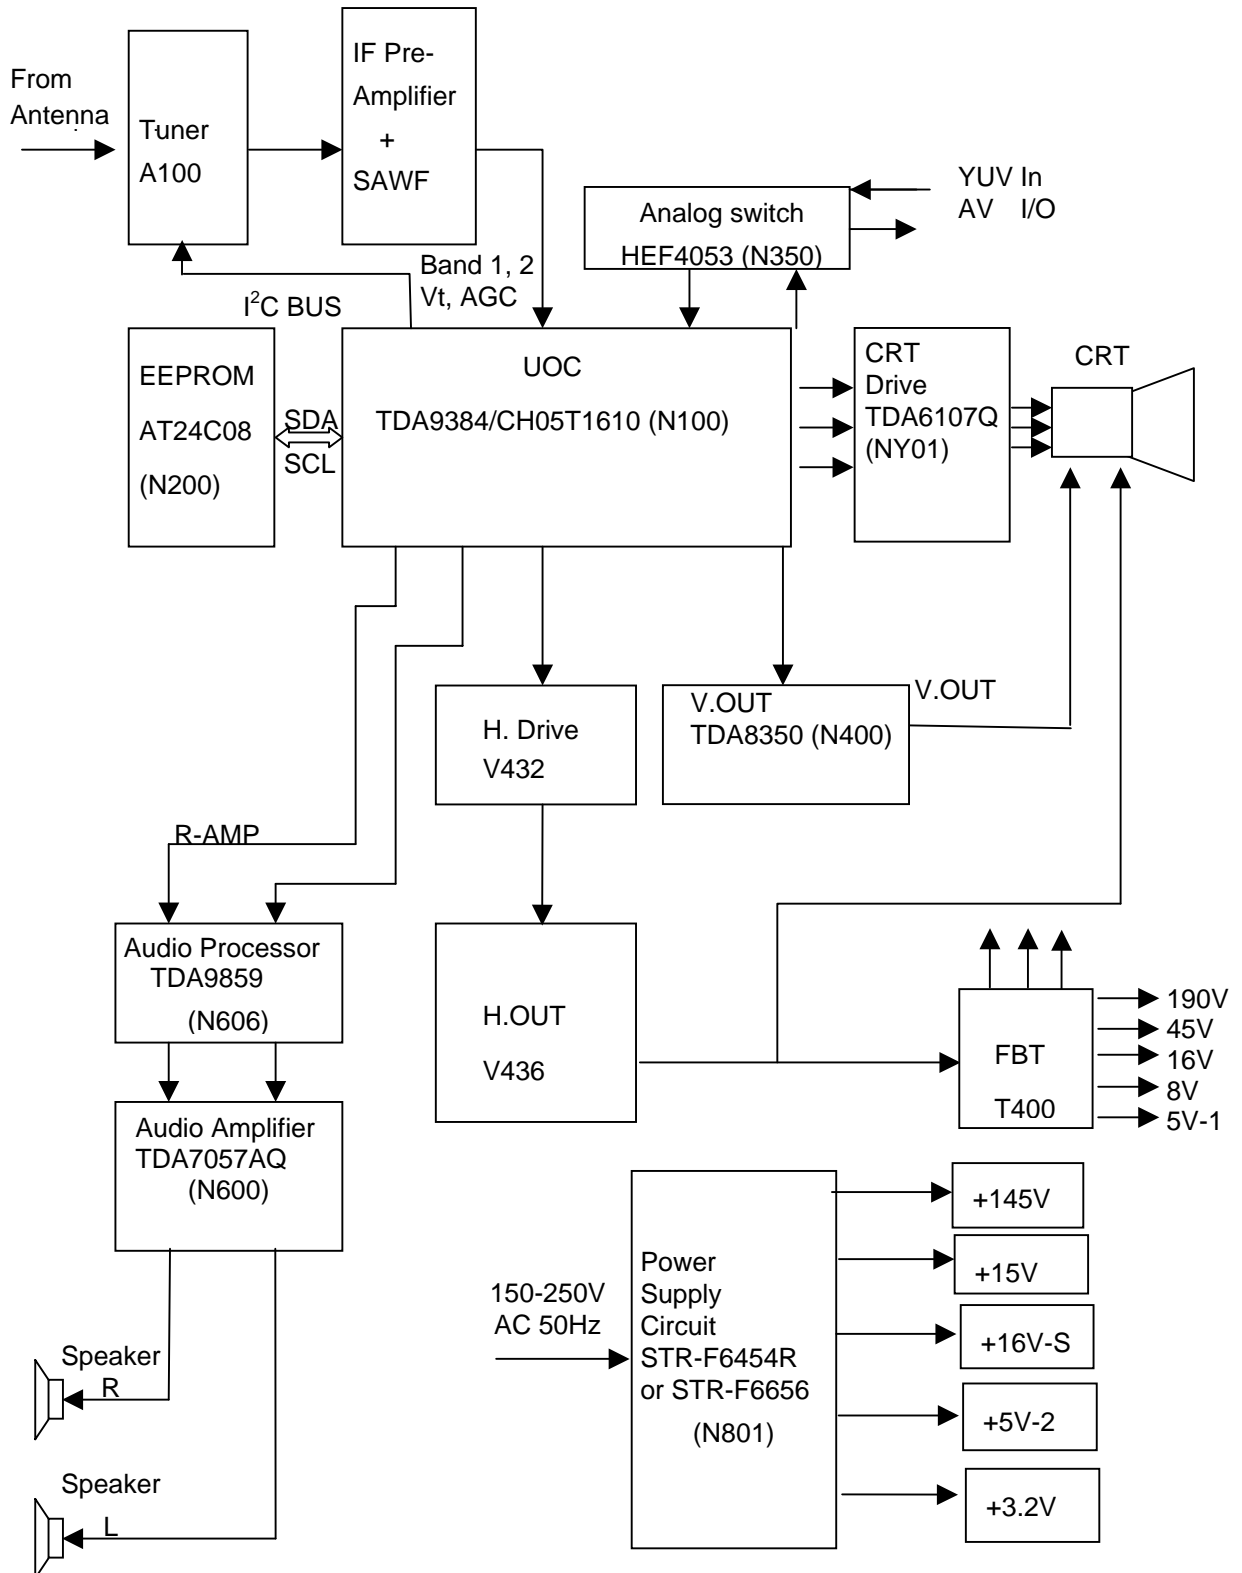 From
Antenna
Tuner
A100
IF Pre-
Amplifier
+
SAWF
YUV In
AV I/O
Analog switch
HEF4053 (N350)
Band 1, 2
Vt, AGC
I²C BUS
EEPROM
AT24C08
(N200)
SDA
SCL
UOC
TDA9384/CH05T1610 (N100)
CRT
Drive
TDA6107Q
(NY01)
CRT
H. Drive
V432
V.OUT
TDA8350 (N400)
V.OUT
R-AMP
Audio Processor
TDA9859
(N606)
H.OUT
V436
FBT
T400
190V
45V
16V
8V
5V-1
Audio Amplifier
TDA7057AQ
(N600)
150-250V
AC 50Hz
Power
Supply
Circuit
STR-F6454R
or STR-F6656
(N801)
+145V
+15V
+16V-S
+5V-2
+3.2V
Speaker
R
Speaker
L